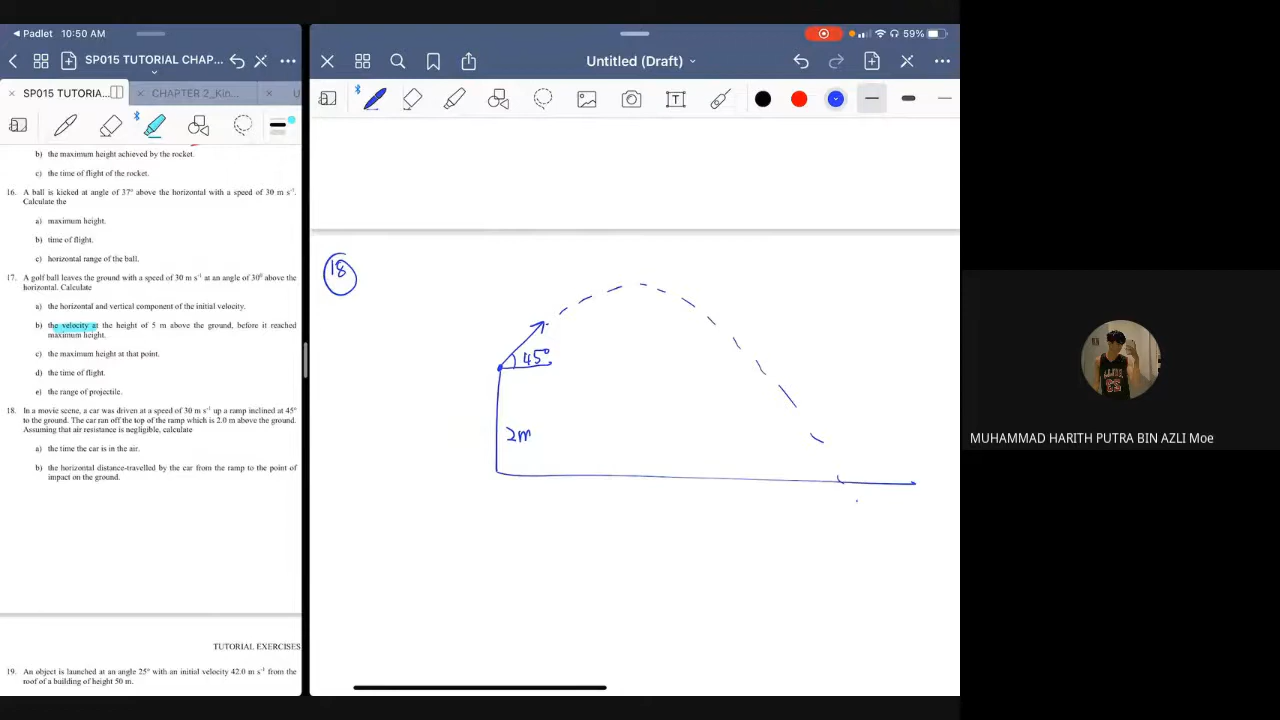 Padlet 10:50 AM
59%
SP015 TUTORIAL CHAP...
Untitled (Draft)
SP015 TUTORIA...
CHAPTER 2_Kin...
U
b) the maximum height achieved by the rocket.
c) the time of flight of the rocket.
16. A ball is kicked at angle of 37° above the horizontal with a speed of 30 m s⁻¹.
Calculate the
a) maximum height.
b) time of flight.
c) horizontal range of the ball.
17. A golf ball leaves the ground with a speed of 30 m s⁻¹ at an angle of 30⁰ above the
horizontal. Calculate
a) the horizontal and vertical component of the initial velocity.
b) the velocity at the height of 5 m above the ground, before it reached
maximum height.
c) the maximum height at that point.
d) the time of flight.
e) the range of projectile.
18. In a movie scene, a car was driven at a speed of 30 m s⁻¹ up a ramp inclined at 45°
to the ground. The car ran off the top of the ramp which is 2.0 m above the ground.
Assuming that air resistance is negligible, calculate
a) the time the car is in the air.
b) the horizontal distance-travelled by the car from the ramp to the point of
impact on the ground.
TUTORIAL EXERCISES
19. An object is launched at an angle 25° with an initial velocity 42.0 m s⁻¹ from the
roof of a building of height 50 m.
18
45°
2m
MUHAMMAD HARITH PUTRA BIN AZLI Moe